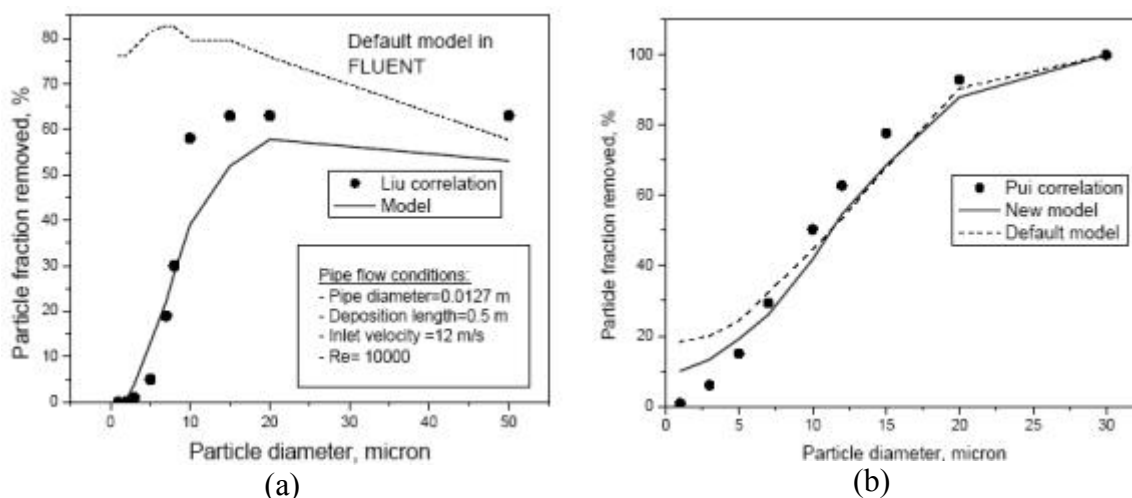 Particle fraction removed, %
80
70
60
50
40
30
20
10
0
Default model in
FLUENT
Liu correlation
Model
Pipe flow conditions:
- Pipe diameter=0.0127 m
- Deposition length=0.5 m
- Inlet velocity =12 m/s
- Re= 10000
0 10 20 30 40 50
Particle diameter, micron
(a)
Particle fraction removed, %
100
80
60
40
20
0
Pui correlation
New model
Default model
0 5 10 15 20 25 30
Particle diameter, micron
(b)